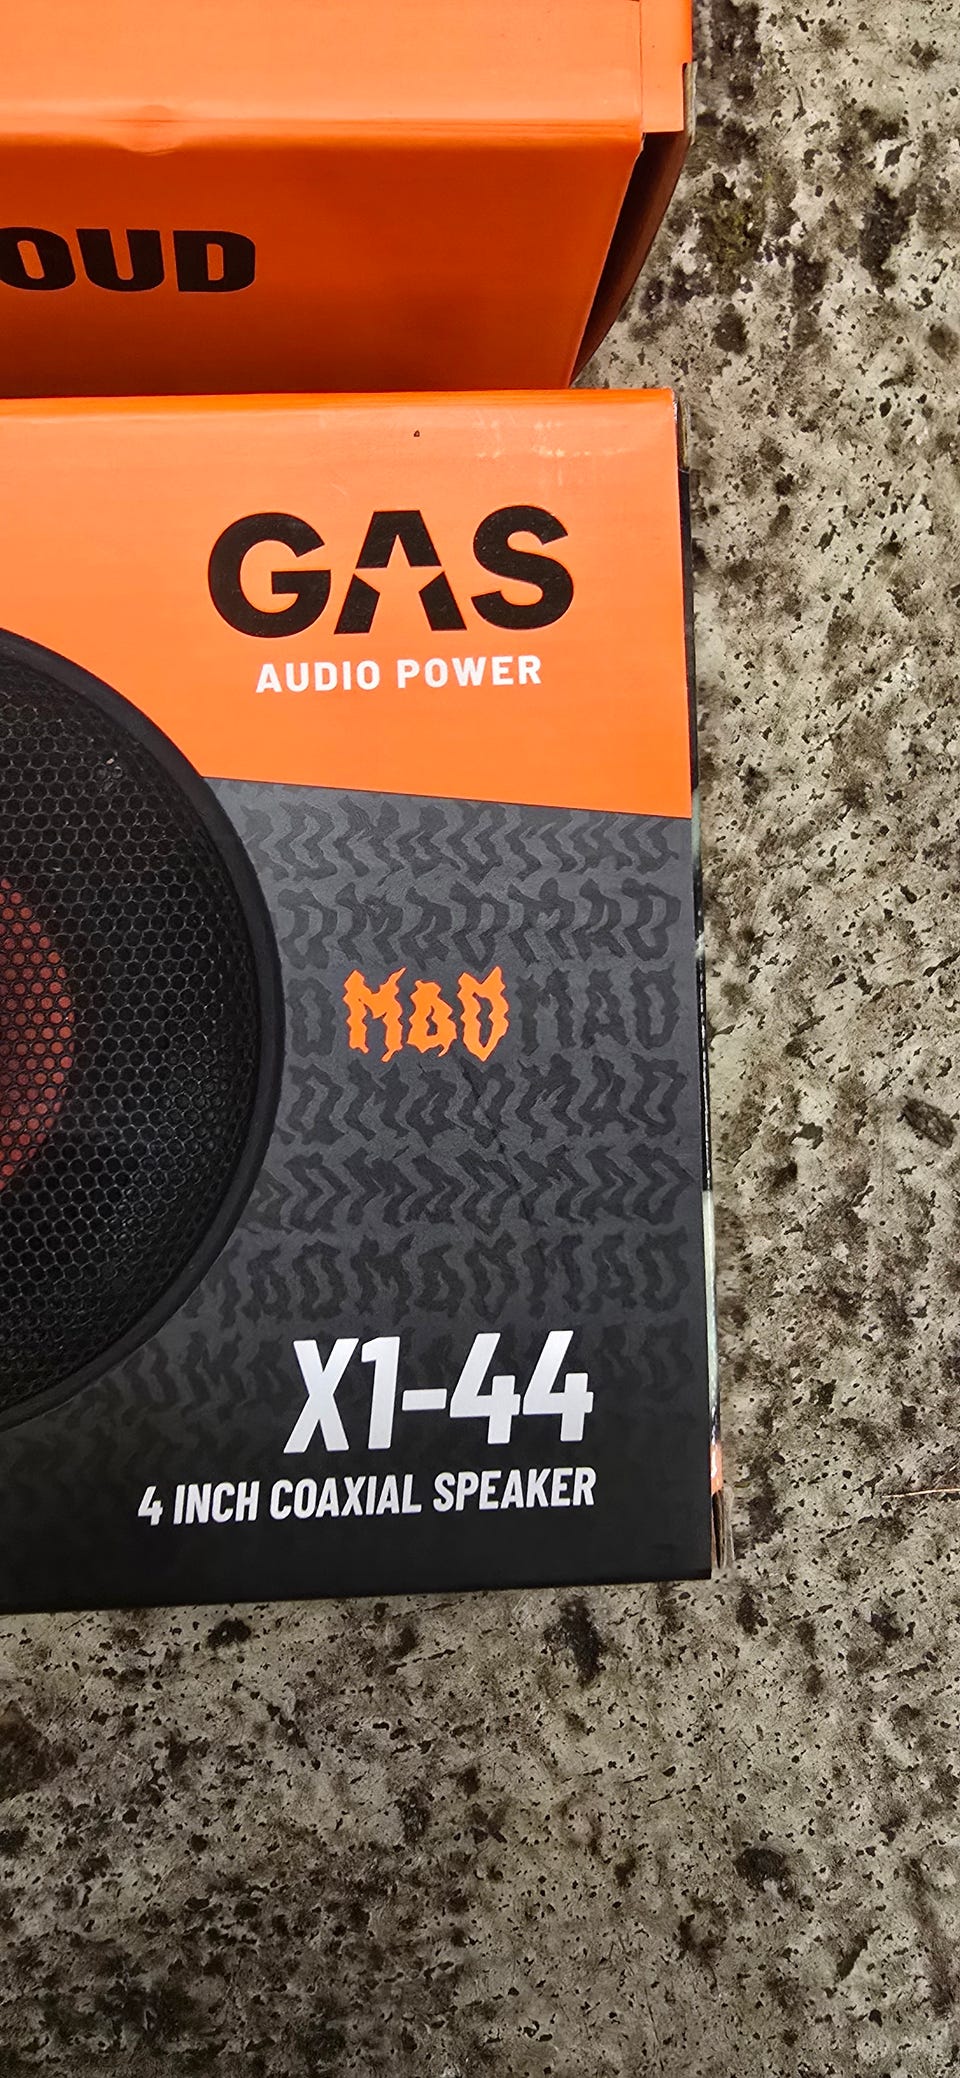 OUD
GAS
AUDIO POWER
MAD
X1-44
4 INCH COAXIAL SPEAKER